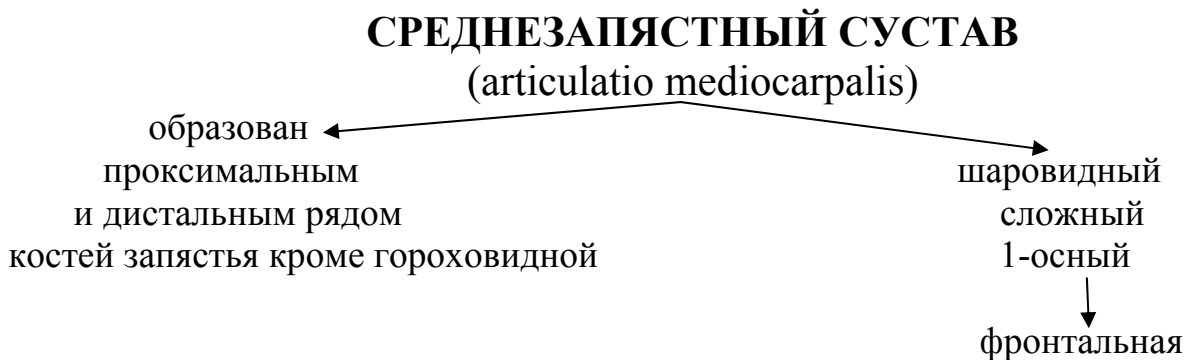 СРЕДНЕЗАПЯСТНЫЙ СУСТАВ
(articulatio mediocarpalis)
образован
проксимальным
и дистальным рядом
костей запястья кроме гороховидной
шаровидный
сложный
1-осный
фронтальная